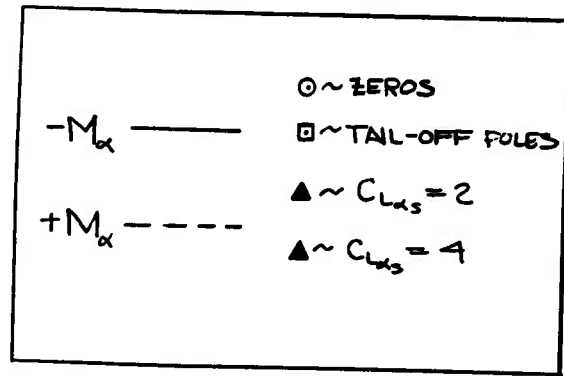 ⊙ ~ ZEROS
-Mα ——— ⊡ ~ TAIL-OFF POLES
▲ ~ CLαs = 2
+Mα – – – – ▲ ~ CLαs = 4